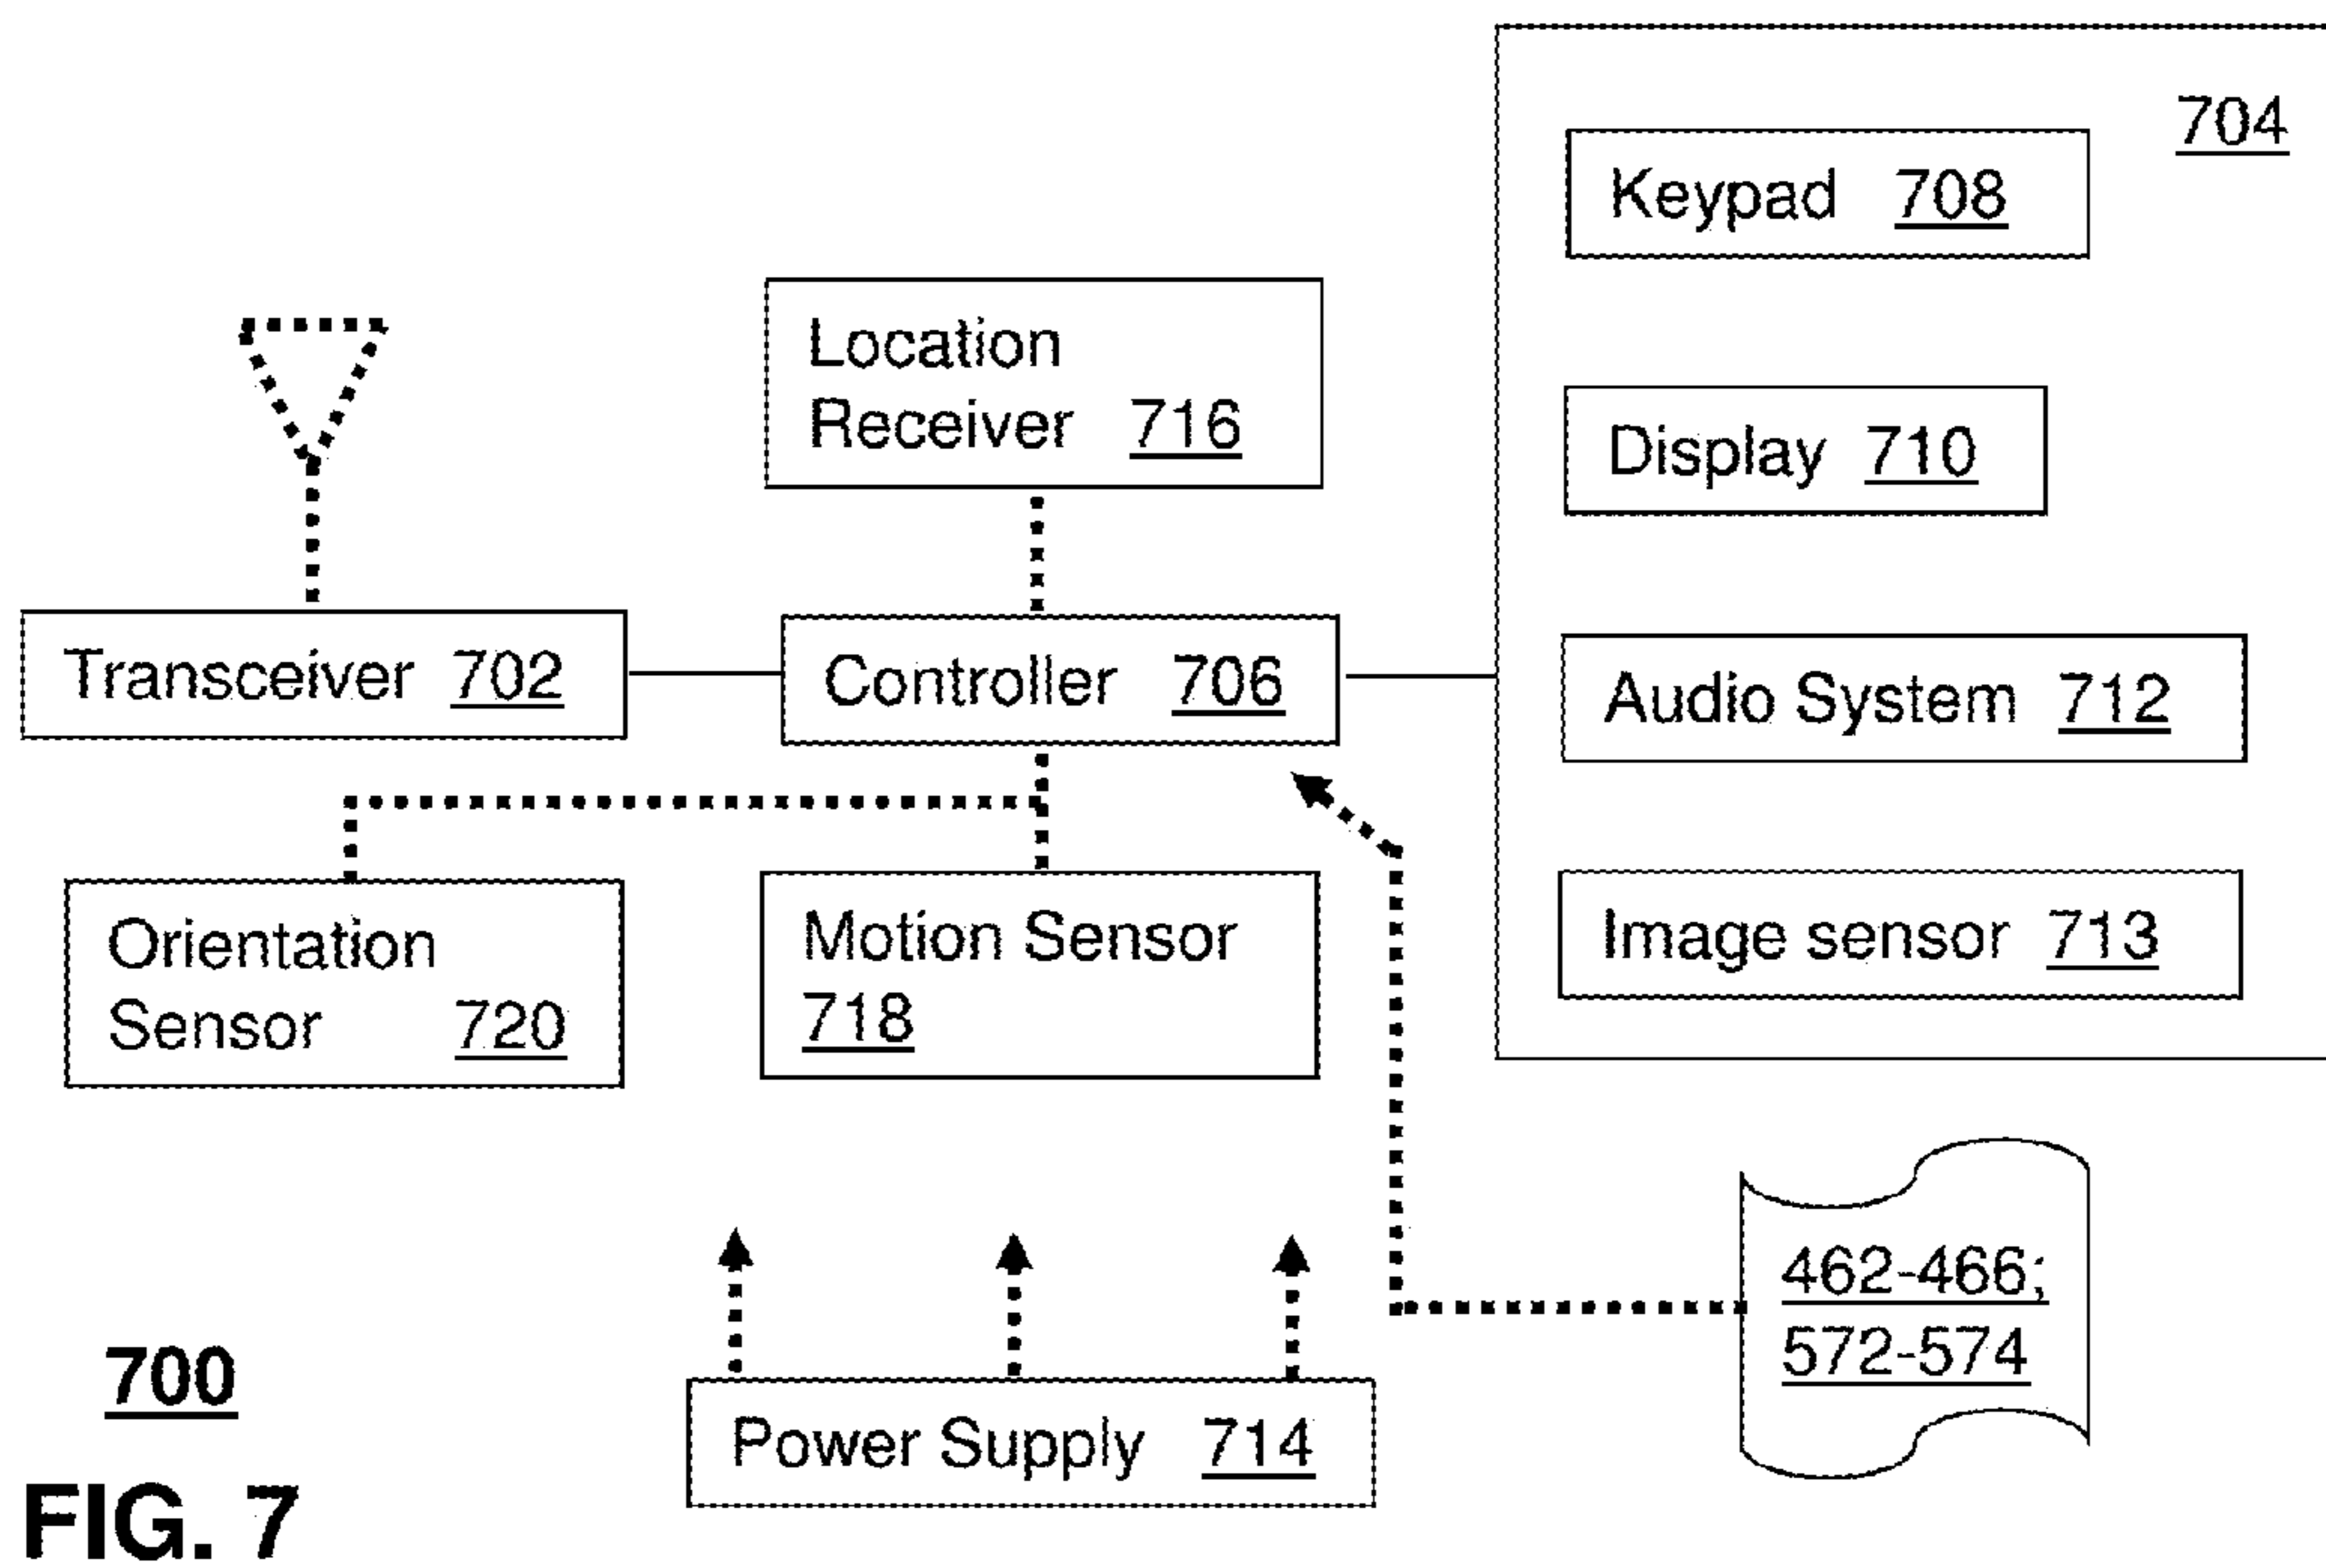 704
Keypad 708
Location
Receiver 716
Display 710
Transceiver 702
Controller 706
Audio System 712
Orientation
Sensor 720
Motion Sensor
718
Image sensor 713
462-466;
572-574
700
Power Supply 714
FIG. 7